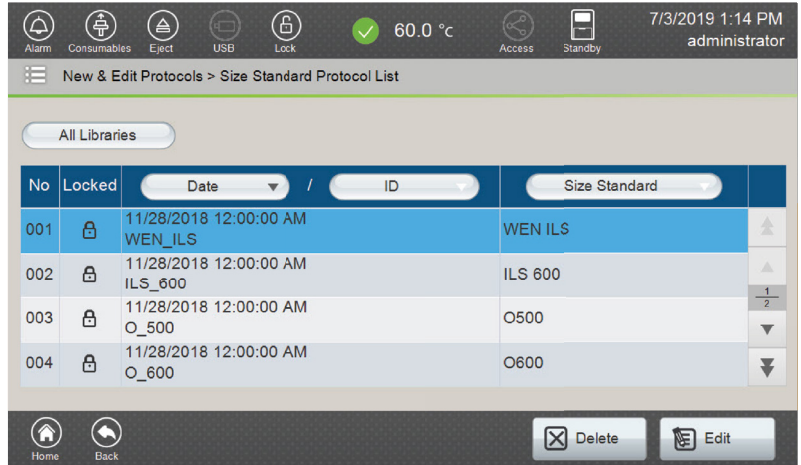 7/3/2019 1:14 PM
60.0 °c
administrator
Alarm Consumables Eject USB Lock Access Standby
New & Edit Protocols > Size Standard Protocol List
All Libraries
No Locked Date / ID Size Standard
11/28/2018 12:00:00 AM
001 WEN ILS
WEN_ILS
11/28/2018 12:00:00 AM
002 ILS 600
ILS_600
1
2
11/28/2018 12:00:00 AM
003 O500
O_500
11/28/2018 12:00:00 AM
004 O600
O_600
Delete Edit
Home Back